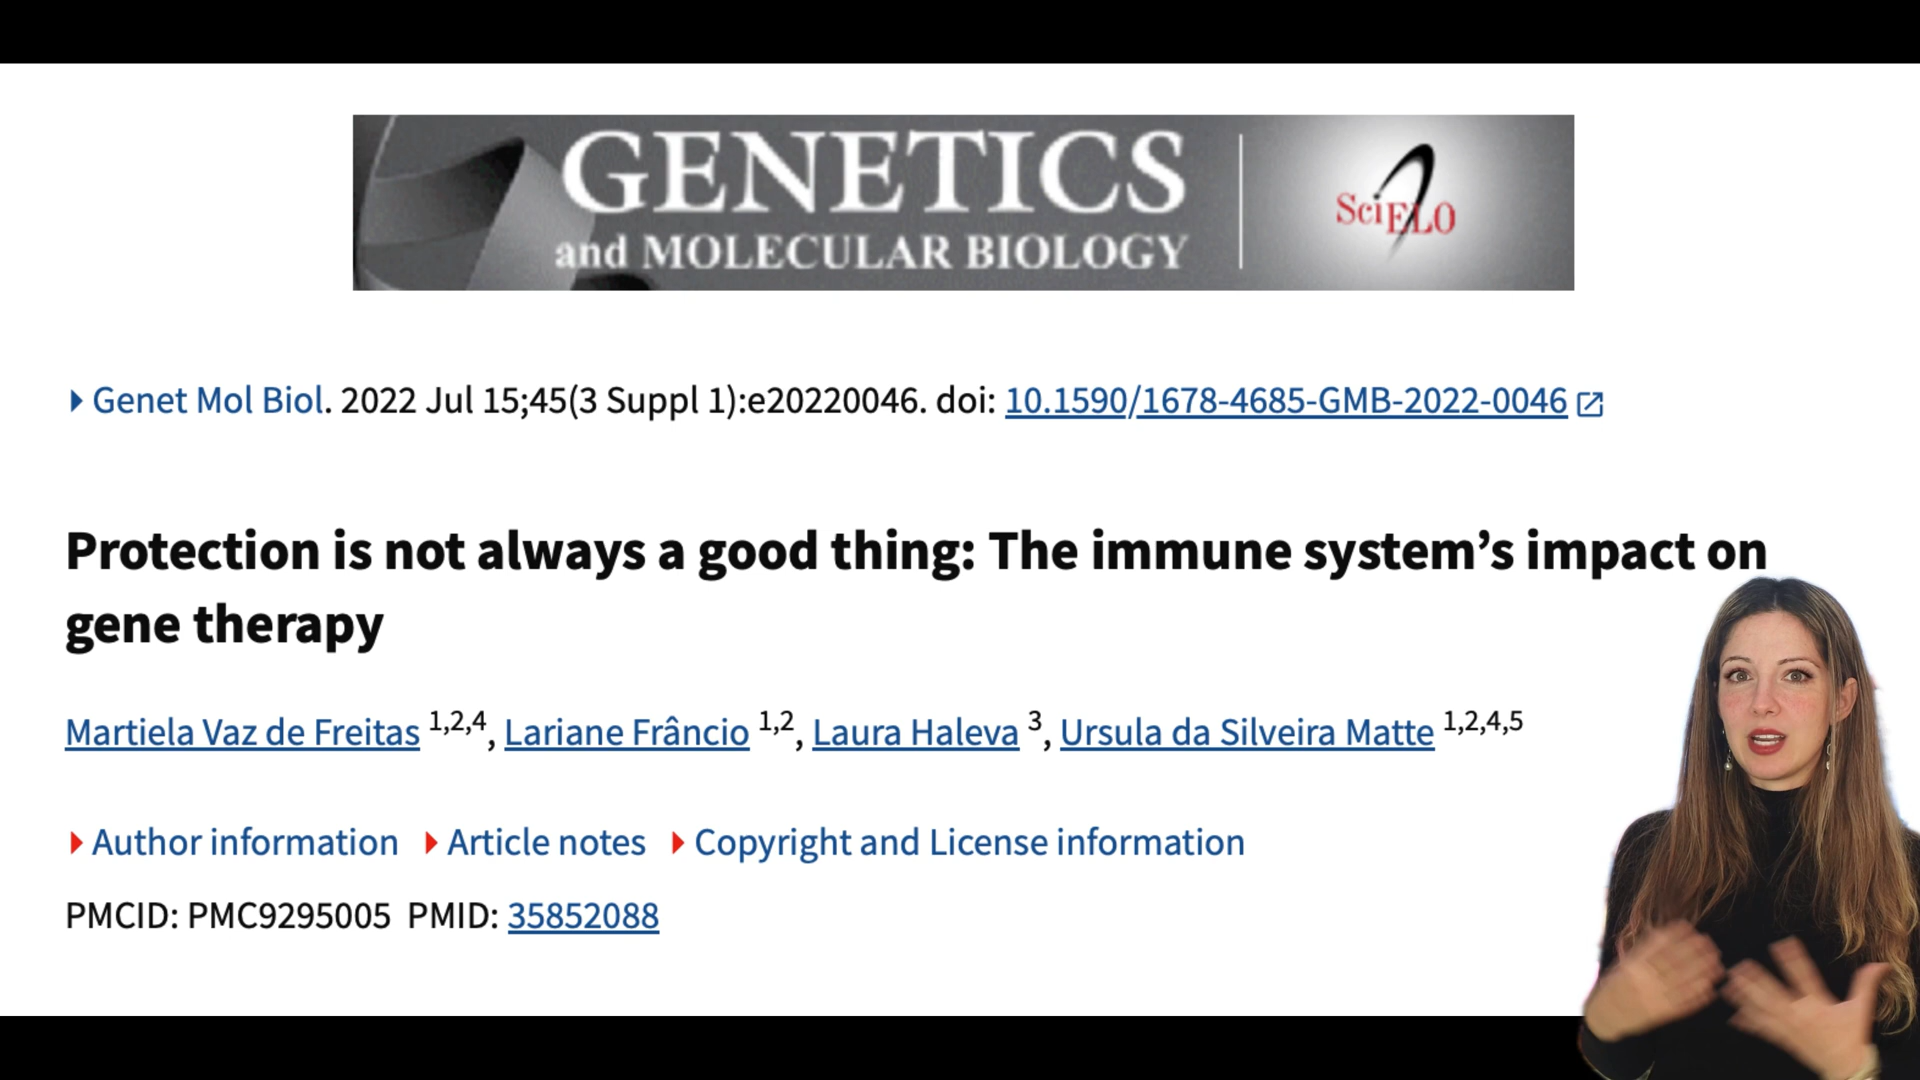 GENETICS
and MOLECULAR BIOLOGY
SciELO
Genet Mol Biol. 2022 Jul 15;45(3 Suppl 1):e20220046. doi: 10.1590/1678-4685-GMB-2022-0046
Protection is not always a good thing: The immune system’s impact on
gene therapy
Martiela Vaz de Freitas 1,2,4, Lariane Frâncio 1,2, Laura Haleva 3, Ursula da Silveira Matte 1,2,4,5
Author information Article notes Copyright and License information
PMCID: PMC9295005 PMID: 35852088